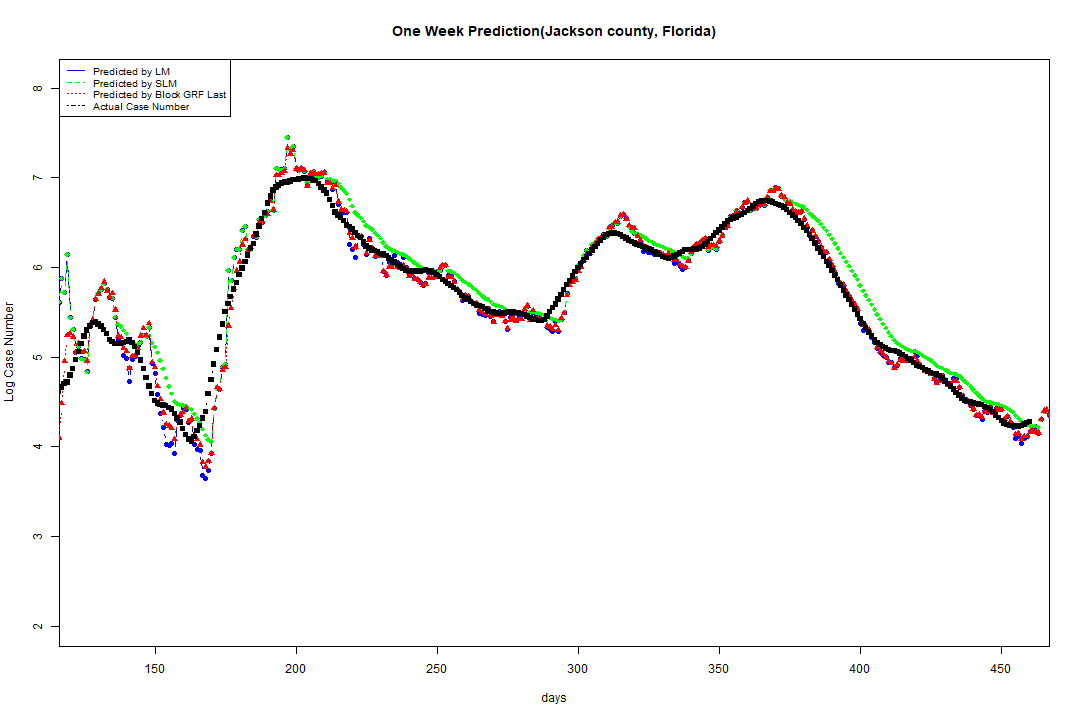 One Week Prediction(Jackson county, Florida)
Predicted by LM
Predicted by SLM
Predicted by Block GRF Last
Actual Case Number
Log Case Number
8
7
6
5
4
3
2
150 200 250 300 350 400 450
days